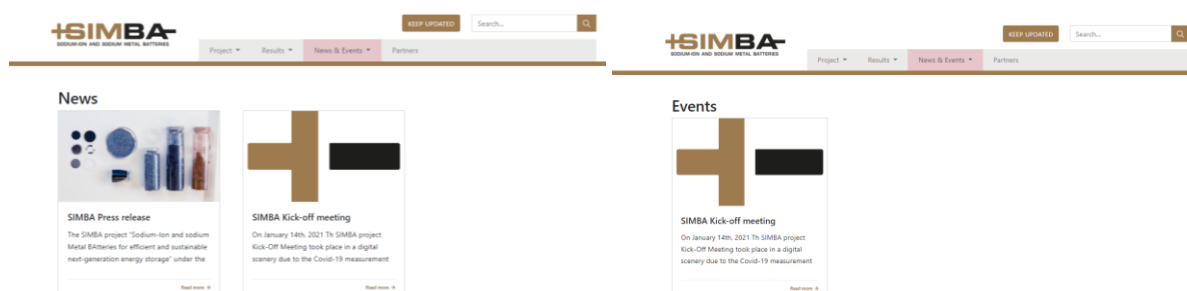 SIMBA
SODIUM-ION AND SODIUM METAL BATTERIES
KEEP UPDATED
Search...
Project
Results
News & Events
Partners
News
SIMBA Press release
The SIMBA project "Sodium-Ion and sodium
Metal BAtteries for efficient and sustainable
next-generation energy storage" under the
Read more →
SIMBA Kick-off meeting
On January 14th, 2021 Th SIMBA project
Kick-Off Meeting took place in a digital
scenery due to the Covid-19 measurement
Read more →
SIMBA
SODIUM-ION AND SODIUM METAL BATTERIES
KEEP UPDATED
Search...
Project
Results
News & Events
Partners
Events
SIMBA Kick-off meeting
On January 14th, 2021 Th SIMBA project
Kick-Off Meeting took place in a digital
scenery due to the Covid-19 measurement
Read more →